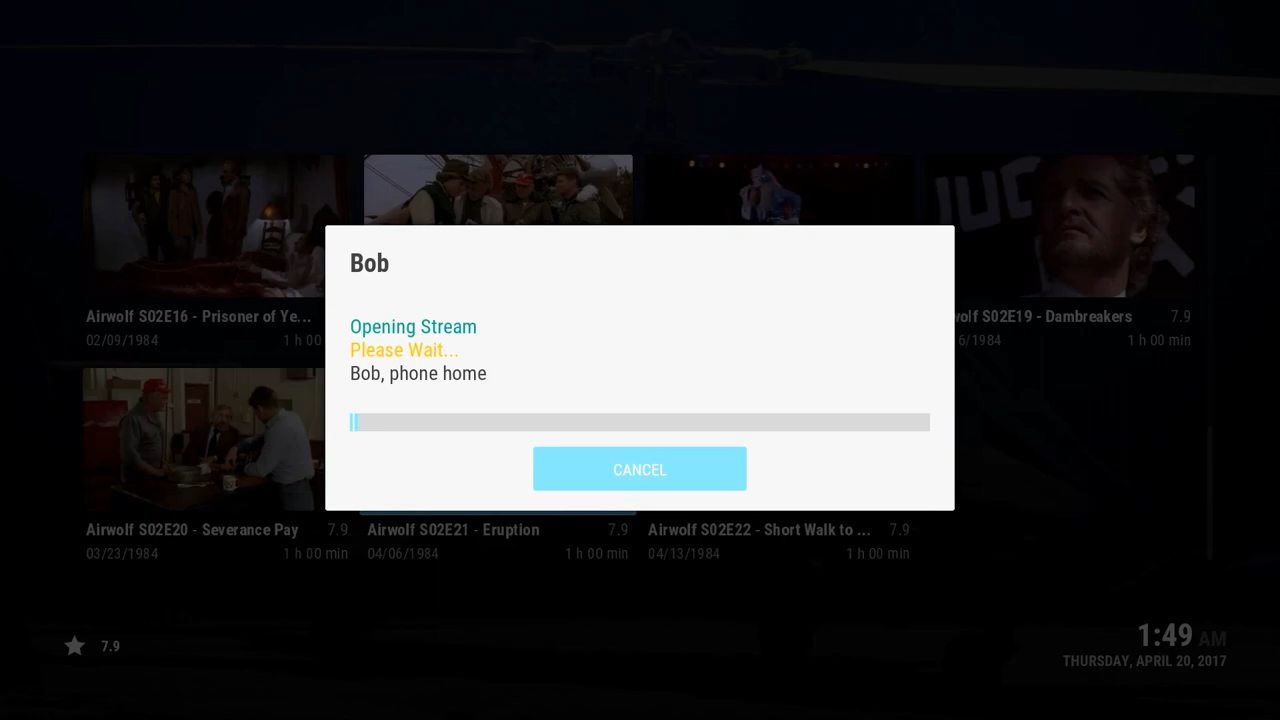 JUD
Airwolf S02E16 - Prisoner of Ye...
02/09/1984 1 h 00
wolf S02E19 - Dambreakers 7.9
6/1984 1 h 00 min
Bob
Opening Stream
Please Wait...
Bob, phone home
CANCEL
Airwolf S02E20 - Severance Pay 7.9
03/23/1984 1 h 00 min
Airwolf S02E21 - Eruption 7.9
04/06/1984 1 h 00 min
Airwolf S02E22 - Short Walk to ... 7.9
04/13/1984 1 h 00 min
7.9
1:49 AM
THURSDAY, APRIL 20, 2017